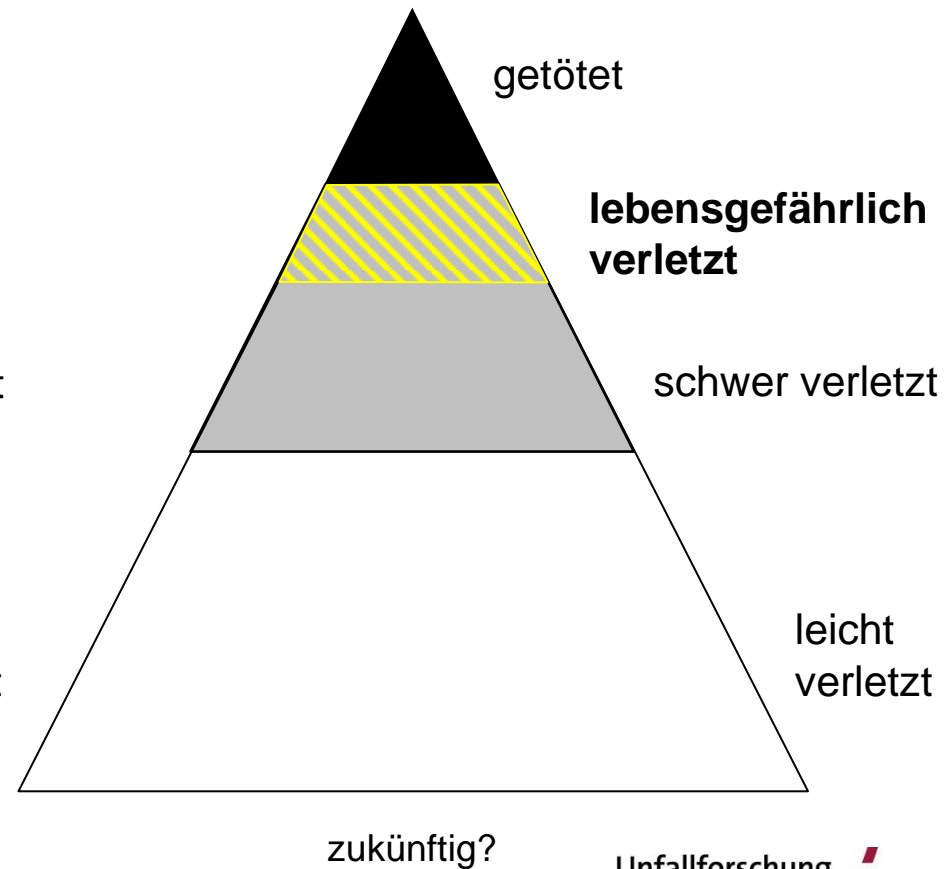 getötet
lebensgefährlich
verletzt
schwer verletzt
leicht
verletzt
zukünftig?
Unfallforschung